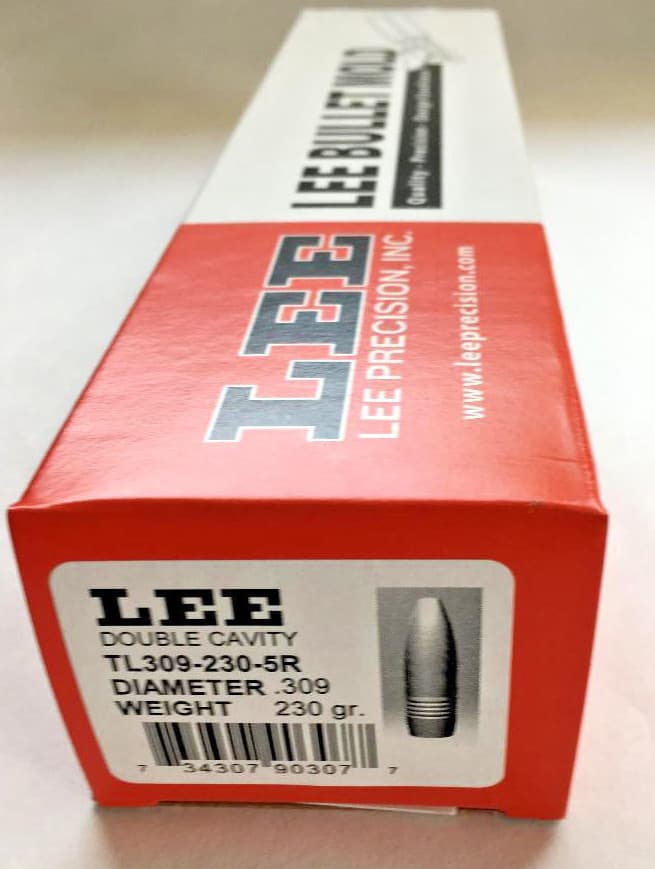 LEE BULLET MOLD
Quality - Precision -
LEE
LEE PRECISION, INC.
www.leeprecision.com
LEE
DOUBLE CAVITY
TL309-230-5R
DIAMETER .309
WEIGHT 230 gr.
7 34307 90307 7